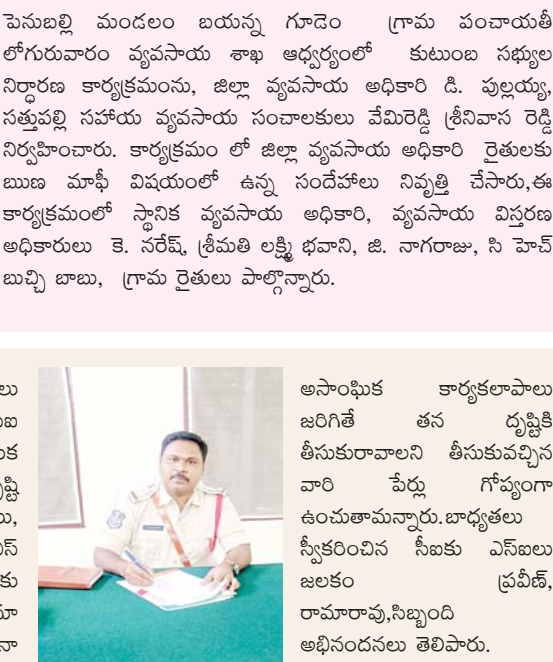 పెనుబల్లి మండలం బయన్న గూడెం గ్రామ పంచాయతీ
లోగురువారం వ్యవసాయ శాఖ ఆధ్వర్యంలో కుటుంబ సభ్యుల
నిర్ధారణ కార్యక్రమంను, జిల్లా వ్యవసాయ అధికారి డి. పుల్లయ్య,
సత్తుపల్లి సహాయ వ్యవసాయ సంచాలకులు వేమిరెడ్డి శ్రీనివాస రెడ్డి
నిర్వహించారు. కార్యక్రమం లో జిల్లా వ్యవసాయ అధికారి రైతులకు
ఋణ మాఫీ విషయంలో ఉన్న సందేహాలు నివృత్తి చేసారు,ఈ
కార్యక్రమంలో స్థానిక వ్యవసాయ అధికారి, వ్యవసాయ విస్తరణ
అధికారులు కె. నరేష్, శ్రీమతి లక్ష్మి భవాని, జి. నాగరాజు, సి హెచ్
బుచ్చి బాబు, గ్రామ రైతులు పాల్గొన్నారు.
అసాంఘిక కార్యకలాపాలు
జరిగితే తన దృష్టికి
తీసుకురావాలని తీసుకువచ్చిన
వారి పేర్లు గోప్యంగా
ఉంచుతామన్నారు.బాధ్యతలు
స్వీకరించిన సీఐకు ఎస్ఐలు
జలకం ప్రవీణ్,
రామారావు,సిబ్బంది
అభినందనలు తెలిపారు.